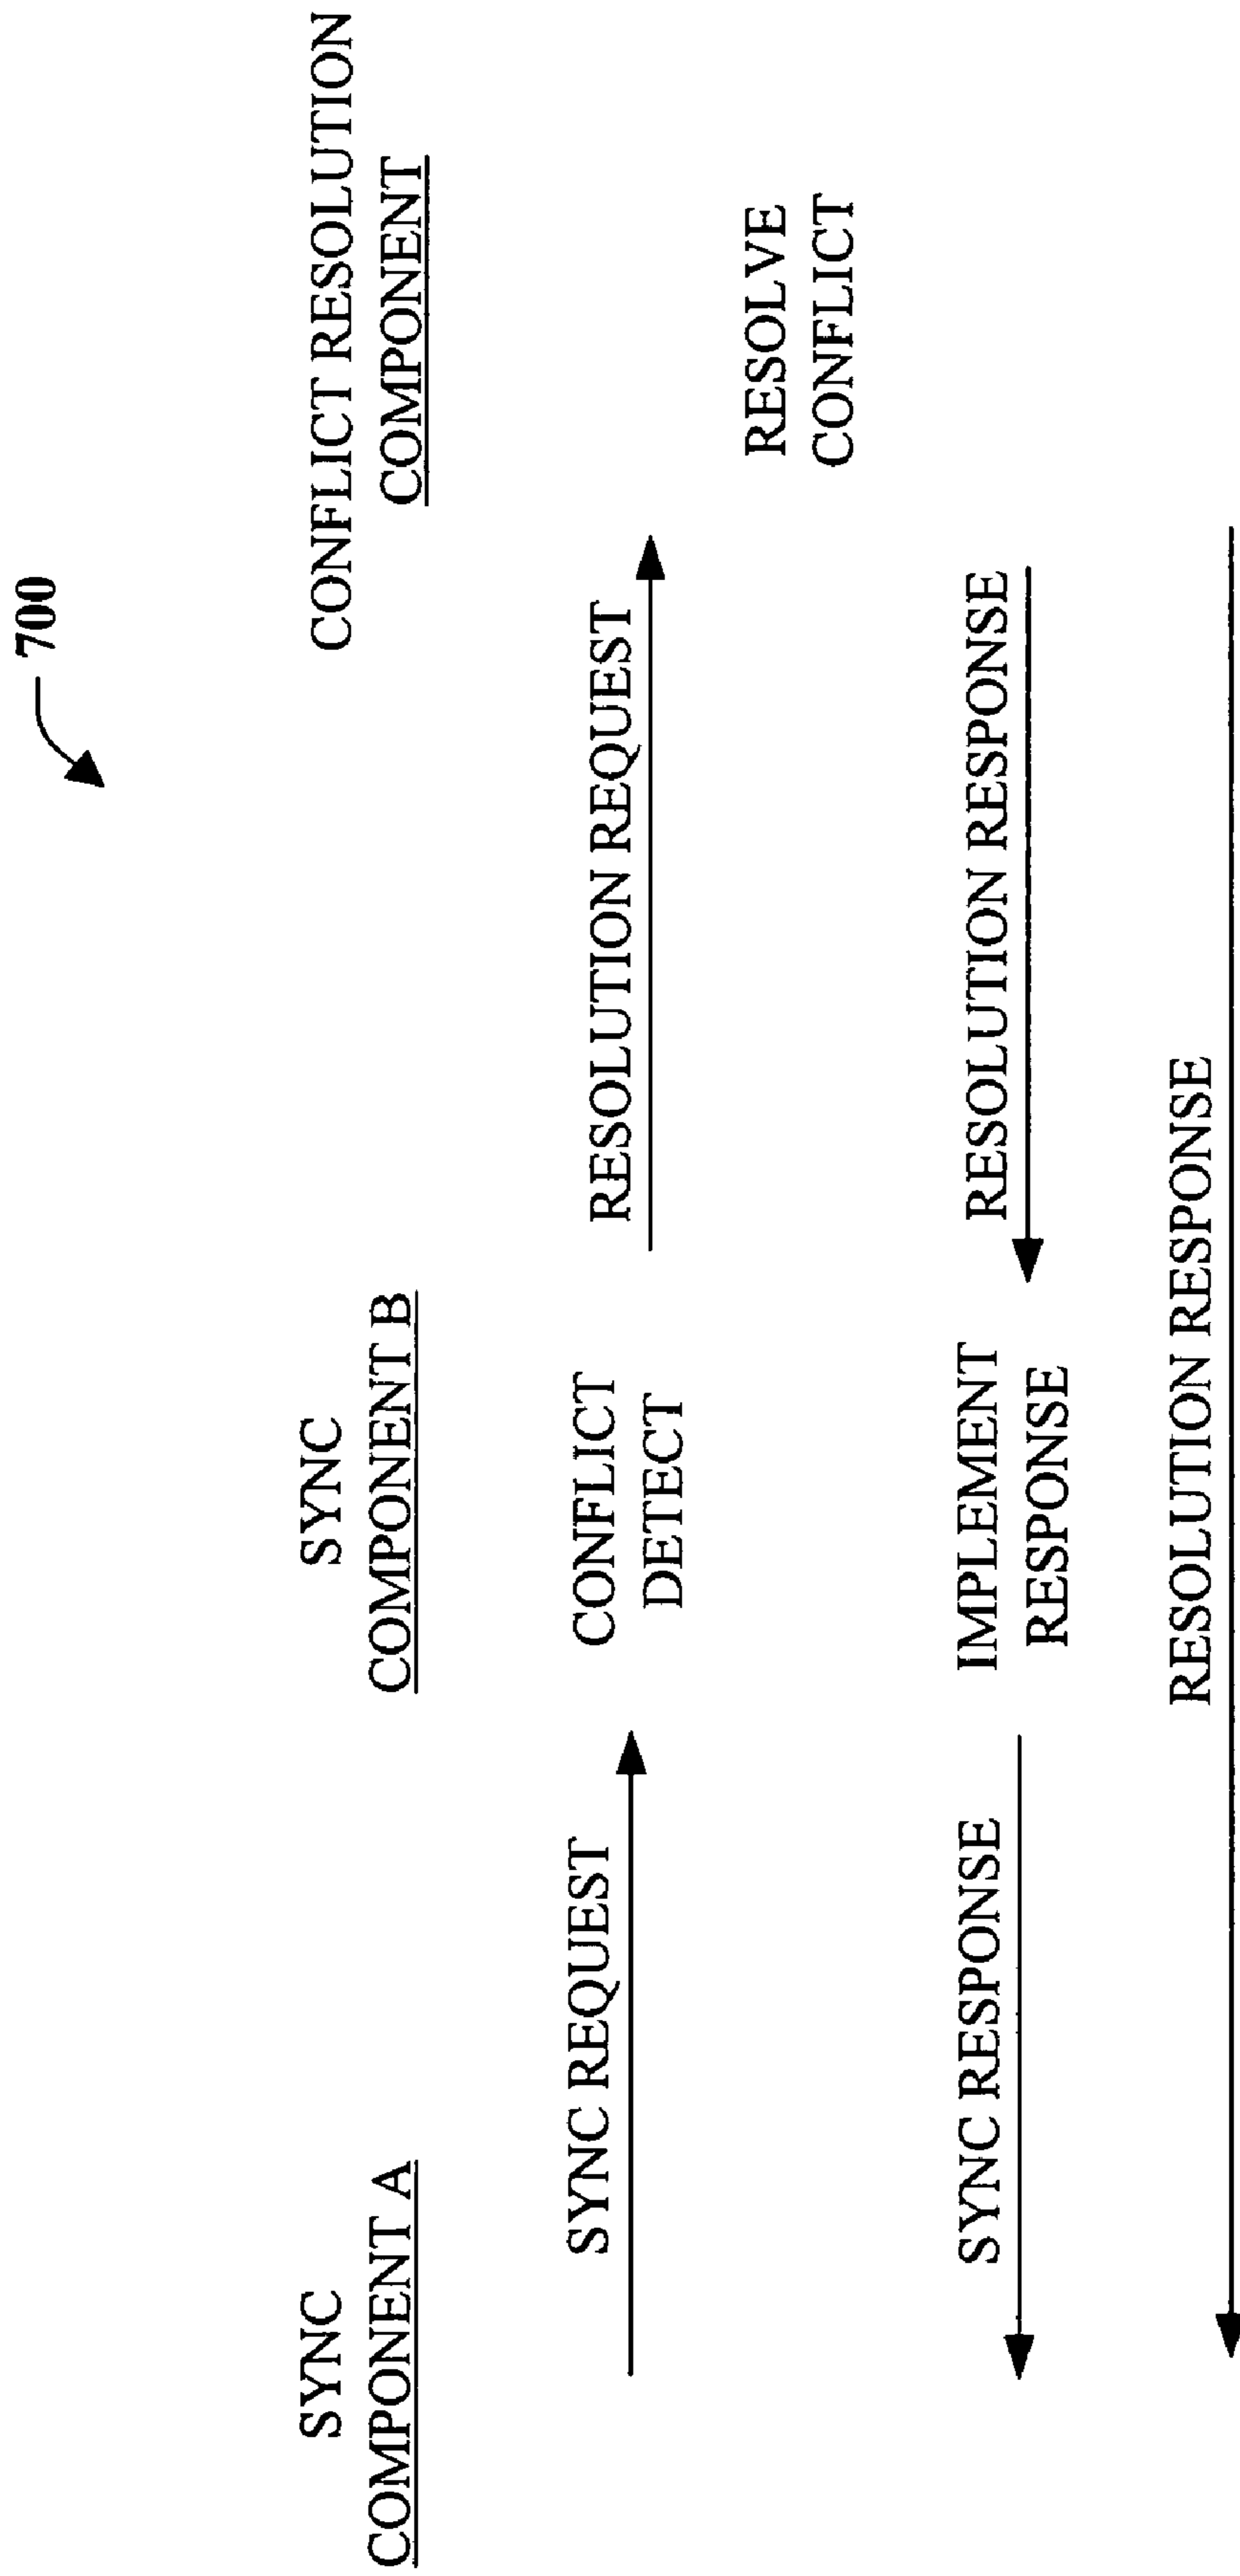 700
SYNC
COMPONENT A
SYNC
COMPONENT B
CONFLICT RESOLUTION
COMPONENT
SYNC REQUEST
CONFLICT
DETECT
RESOLUTION REQUEST
RESOLVE
CONFLICT
SYNC RESPONSE
IMPLEMENT
RESPONSE
RESOLUTION RESPONSE
RESOLUTION RESPONSE